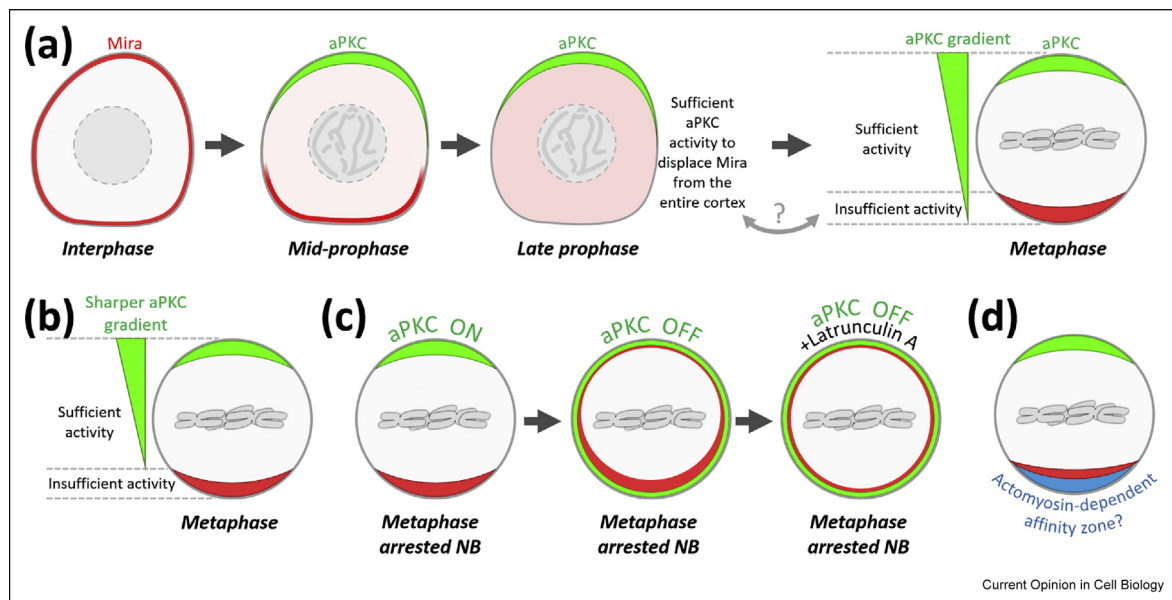 (a)
Mira
Interphase
aPKC
Mid-prophase
aPKC
Late prophase
Sufficient
aPKC
activity to
displace Mira
from the
entire cortex
?
aPKC gradient
aPKC
Sufficient
activity
Insufficient activity
Metaphase
(b)
Sharper aPKC
gradient
Sufficient
activity
Insufficient activity
Metaphase
(c)
aPKC ON
Metaphase
arrested NB
aPKC OFF
Metaphase
arrested NB
aPKC OFF
+Latrunculin A
Metaphase
arrested NB
(d)
Actomyosin-dependent
affinity zone?
Current Opinion in Cell Biology